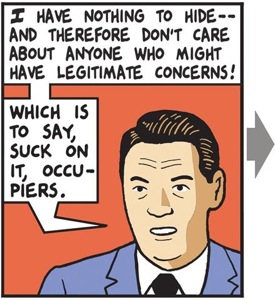 I HAVE NOTHING TO HIDE--
AND THEREFORE DON'T CARE
ABOUT ANYONE WHO MIGHT
HAVE LEGITIMATE CONCERNS!
WHICH IS
TO SAY,
SUCK ON
IT, OCCU-
PIERS.